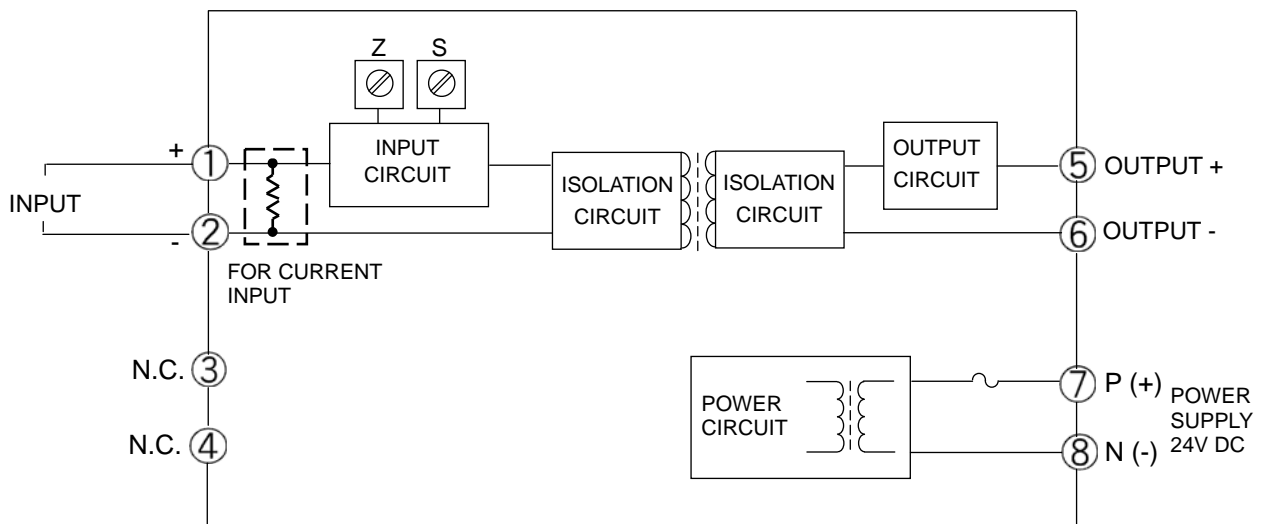 Z
S
+
1
INPUT
CIRCUIT
OUTPUT
CIRCUIT
5
OUTPUT +
INPUT
ISOLATION
CIRCUIT
ISOLATION
CIRCUIT
-
2
6
OUTPUT -
FOR CURRENT
INPUT
N.C.
3
POWER
CIRCUIT
7
P (+)
POWER
SUPPLY
24V DC
N.C.
4
8
N (-)